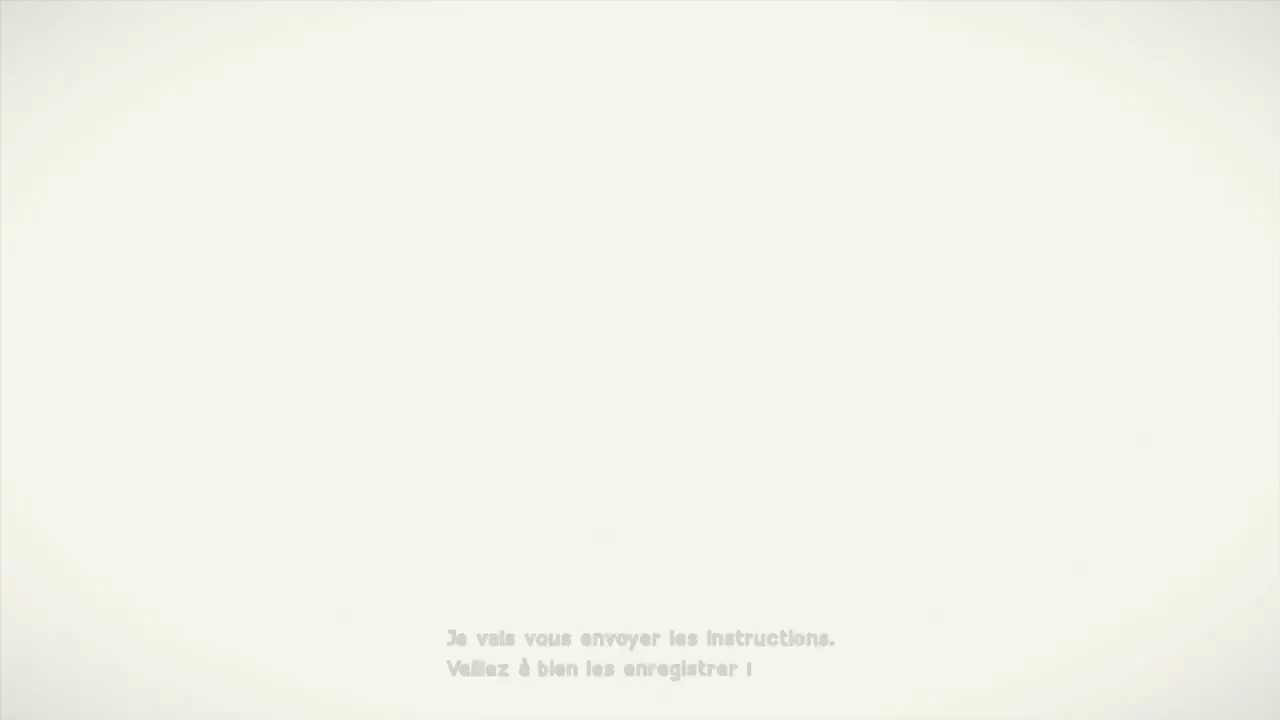 Je vais vous envoyer les instructions.
Veillez à bien les enregistrer !